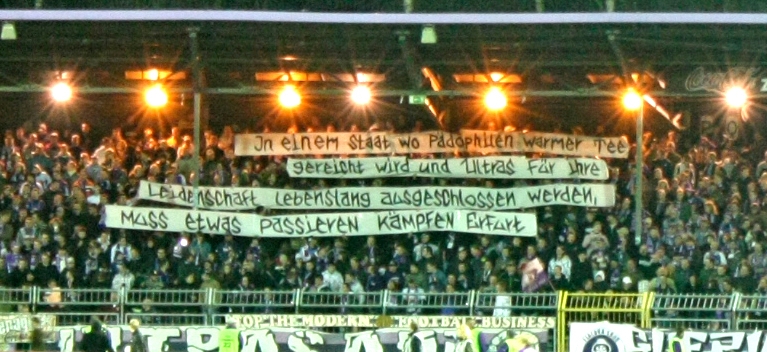 In einem Staat wo Pädophilen warmer Tee
gereicht wird und Ultras für ihre
Leidenschaft lebenslang ausgeschlossen werden,
Muss etwas passieren kämpfen Erfurt
STOP THE MODERN FOOTBALL BUSINESS